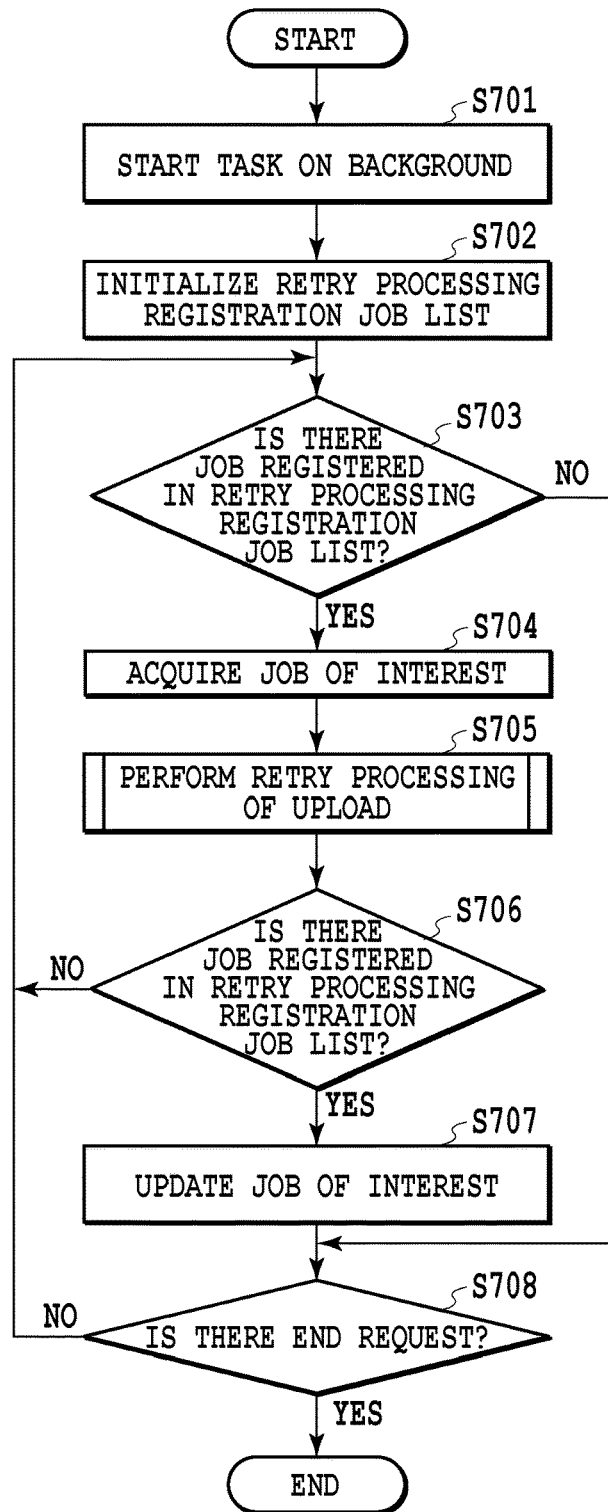 START
S701
START TASK ON BACKGROUND
S702
INITIALIZE RETRY PROCESSING
REGISTRATION JOB LIST
S703
IS THERE
JOB REGISTERED
IN RETRY PROCESSING
REGISTRATION
JOB LIST?
NO
YES
S704
ACQUIRE JOB OF INTEREST
S705
PERFORM RETRY PROCESSING
OF UPLOAD
S706
IS THERE
JOB REGISTERED
IN RETRY PROCESSING
REGISTRATION
JOB LIST?
NO
YES
S707
UPDATE JOB OF INTEREST
S708
NO
IS THERE END REQUEST?
YES
END